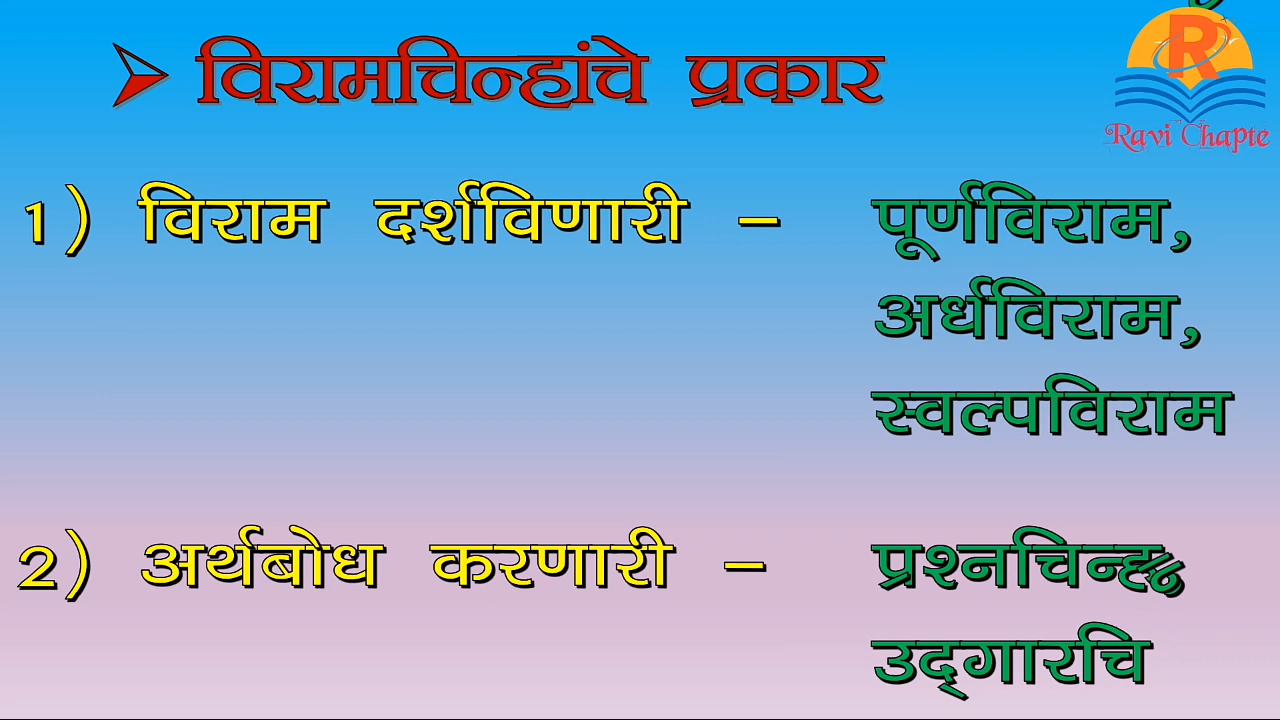 ➤ विरामचिन्हांचे प्रकार
Ravi Chapte
1) विराम दर्शविणारी – पूर्णविराम,
अर्धविराम,
स्वल्पविराम
2) अर्थबोध करणारी – प्रश्नचिन्ह,
उद्‌गारचि